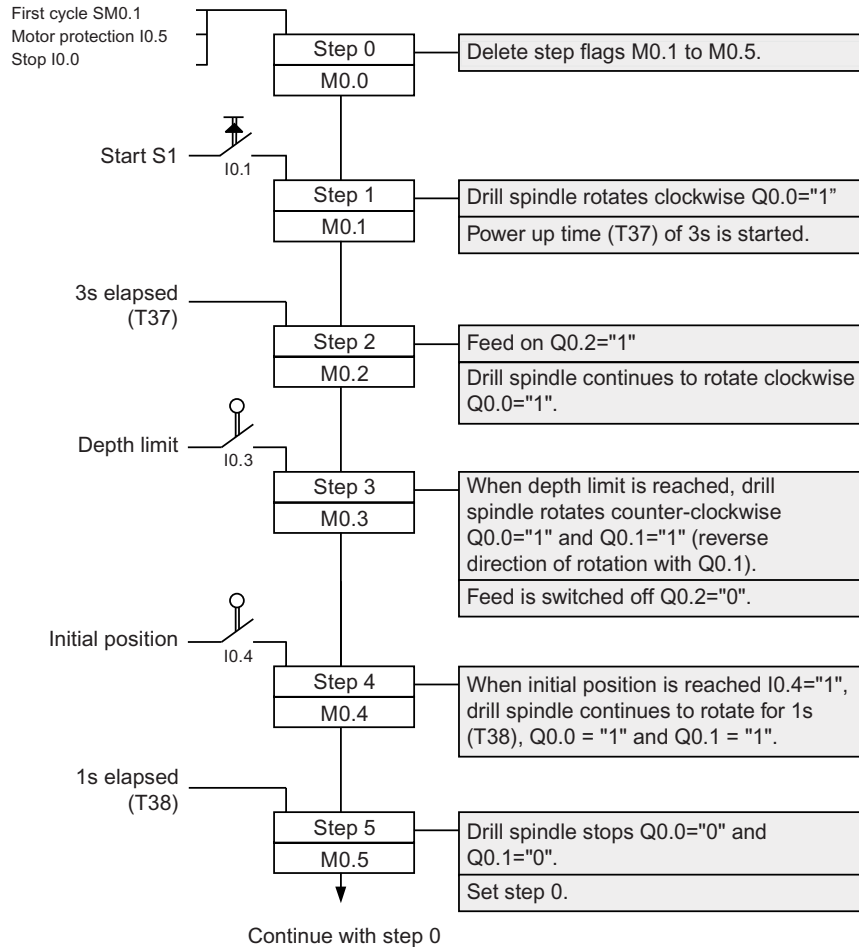 First cycle SM0.1
Motor protection I0.5
Stop I0.0
Step 0
M0.0
Delete step flags M0.1 to M0.5.
Start S1
I0.1
Step 1
M0.1
Drill spindle rotates clockwise Q0.0="1”
Power up time (T37) of 3s is started.
3s elapsed
(T37)
Step 2
M0.2
Feed on Q0.2="1"
Drill spindle continues to rotate clockwise
Q0.0="1".
Depth limit
I0.3
Step 3
M0.3
When depth limit is reached, drill
spindle rotates counter-clockwise
Q0.0="1" and Q0.1="1" (reverse
direction of rotation with Q0.1).
Feed is switched off Q0.2="0".
Initial position
I0.4
Step 4
M0.4
When initial position is reached I0.4="1",
drill spindle continues to rotate for 1s
(T38), Q0.0 = "1" and Q0.1 = "1".
1s elapsed
(T38)
Step 5
M0.5
Drill spindle stops Q0.0="0" and
Q0.1="0".
Set step 0.
Continue with step 0